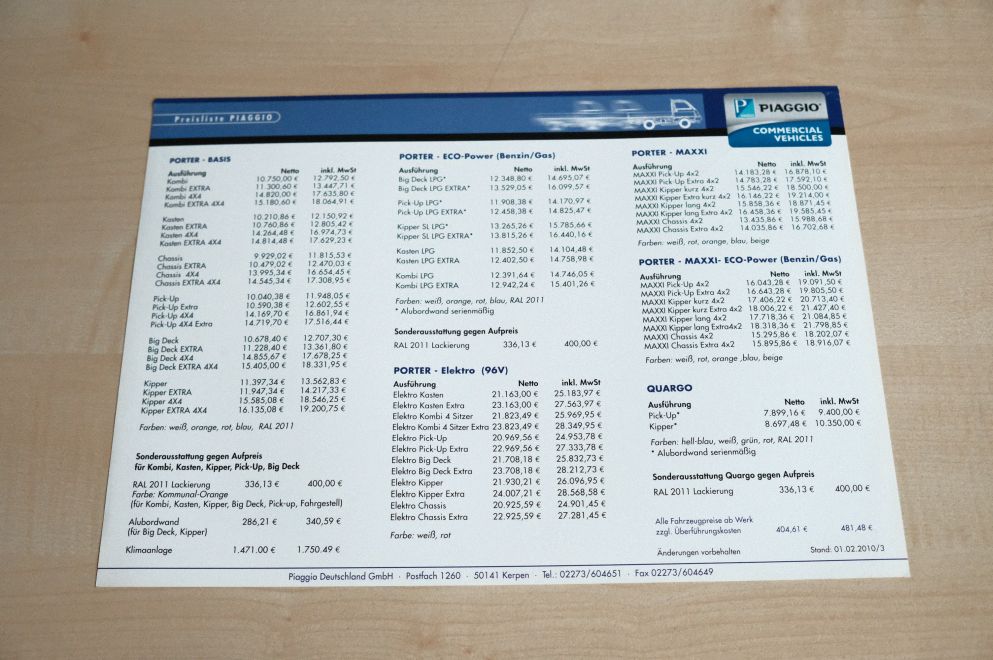 Preisliste PIAGGIO
PIAGGIO®
COMMERCIAL
VEHICLES
PORTER - BASIS
Ausführung Netto inkl. MwSt
Kombi 10.750,00 € 12.792,50 €
Kombi EXTRA 11.300,60 € 13.447,71 €
Kombi 4X4 14.820,00 € 17.635,80 €
Kombi EXTRA 4X4 15.180,60 € 18.064,91 €
Kasten 10.210,86 € 12.150,92 €
Kasten EXTRA 10.760,86 € 12.805,42 €
Kasten 4X4 14.264,48 € 16.974,73 €
Kasten EXTRA 4X4 14.814,48 € 17.629,23 €
Chassis 9.929,02 € 11.815,53 €
Chassis EXTRA 10.479,02 € 12.470,03 €
Chassis 4X4 13.995,34 € 16.654,45 €
Chassis EXTRA 4X4 14.545,34 € 17.308,95 €
Pick-Up 10.040,38 € 11.948,05 €
Pick-Up Extra 10.590,38 € 12.602,55 €
Pick-Up 4X4 14.169,70 € 16.861,94 €
Pick-Up 4X4 Extra 14.719,70 € 17.516,44 €
Big Deck 10.678,40 € 12.707,30 €
Big Deck EXTRA 11.228,40 € 13.361,80 €
Big Deck 4X4 14.855,67 € 17.678,25 €
Big Deck EXTRA 4X4 15.405,00 € 18.331,95 €
Kipper 11.397,34 € 13.562,83 €
Kipper EXTRA 11.947,34 € 14.217,33 €
Kipper 4X4 15.585,08 € 18.546,25 €
Kipper EXTRA 4X4 16.135,08 € 19.200,75 €
Farben: weiß, orange, rot, blau, RAL 2011
Sonderausstattung gegen Aufpreis
für Kombi, Kasten, Kipper, Pick-Up, Big Deck
RAL 2011 Lackierung 336,13 € 400,00 €
Farbe: Kommunal-Orange
(für Kombi, Kasten, Kipper, Big Deck, Pick-up, Fahrgestell)
Alubordwand 286,21 € 340,59 €
(für Big Deck, Kipper)
Klimaanlage 1.471.00 € 1.750.49 €
PORTER - ECO-Power (Benzin/Gas)
Ausführung Netto inkl. MwSt
Big Deck LPG* 12.348,80 € 14.695,07 €
Big Deck LPG EXTRA* 13.529,05 € 16.099,57 €
Pick-Up LPG* 11.908,38 € 14.170,97 €
Pick-Up LPG EXTRA* 12.458,38 € 14.825,47 €
Kipper SL LPG* 13.265,26 € 15.785,66 €
Kipper SL LPG EXTRA* 13.815,26 € 16.440,16 €
Kasten LPG 11.852,50 € 14.104,48 €
Kasten LPG EXTRA 12.402,50 € 14.758,98 €
Kombi LPG 12.391,64 € 14.746,05 €
Kombi LPG EXTRA 12.942,24 € 15.401,26 €
Farben: weiß, orange, rot, blau, RAL 2011
* Alubordwand serienmäßig
Sonderausstattung gegen Aufpreis
RAL 2011 Lackierung 336,13 € 400,00 €
PORTER - Elektro (96V)
Ausführung Netto inkl. MwSt
Elektro Kasten 21.163,00 € 25.183,97 €
Elektro Kasten Extra 23.163,00 € 27.563,97 €
Elektro Kombi 4 Sitzer 21.823,49 € 25.969,95 €
Elektro Kombi 4 Sitzer Extra 23.823,49 € 28.349,95 €
Elektro Pick-Up 20.969,56 € 24.953,78 €
Elektro Pick-Up Extra 22.969,56 € 27.333,78 €
Elektro Big Deck 21.708,18 € 25.832,73 €
Elektro Big Deck Extra 23.708,18 € 28.212,73 €
Elektro Kipper 21.930,21 € 26.096,95 €
Elektro Kipper Extra 24.007,21 € 28.568,58 €
Elektro Chassis 20.925,59 € 24.901,45 €
Elektro Chassis Extra 22.925,59 € 27.281,45 €
Farbe: weiß, rot
PORTER - MAXXI
Ausführung Netto inkl. MwSt
MAXXI Pick-Up 4x2 14.183,28 € 16.878,10 €
MAXXI Pick-Up Extra 4x2 14.783,28 € 17.592,10 €
MAXXI Kipper kurz 4x2 15.546,22 € 18.500,00 €
MAXXI Kipper Extra kurz 4x2 16.146,22 € 19.214,00 €
MAXXI Kipper lang 4x2 15.858,36 € 18.871,45 €
MAXXI Kipper lang Extra 4x2 16.458,36 € 19.585,45 €
MAXXI Chassis 4x2 13.435,86 € 15.988,68 €
MAXXI Chassis Extra 4x2 14.035,86 € 16.702,68 €
Farben: weiß, rot, orange, blau, beige
PORTER - MAXXI- ECO-Power (Benzin/Gas)
Ausführung Netto inkl. MwSt
MAXXI Pick-Up 4x2 16.043,28 € 19.091,50 €
MAXXI Pick-Up Extra 4x2 16.643,28 € 19.805,50 €
MAXXI Kipper kurz 4x2 17.406,22 € 20.713,40 €
MAXXI Kipper kurz Extra 4x2 18.006,22 € 21.427,40 €
MAXXI Kipper lang 4x2 17.718,36 € 21.084,85 €
MAXXI Kipper lang Extra4x2 18.318,36 € 21.798,85 €
MAXXI Chassis 4x2 15.295,86 € 18.202,07 €
MAXXI Chassis Extra 4x2 15.895,86 € 18.916,07 €
Farben: weiß, rot, orange ,blau, beige
QUARGO
Ausführung Netto inkl. MwSt
Pick-Up* 7.899,16 € 9.400,00 €
Kipper* 8.697,48 € 10.350,00 €
Farben: hell-blau, weiß, grün, rot, RAL 2011
* Alubordwand serienmäßig
Sonderausstattung Quargo gegen Aufpreis
RAL 2011 Lackierung 336,13 € 400,00 €
Alle Fahrzeugpreise ab Werk
zzgl. Überführungskosten 404,61 € 481,48 €
Änderungen vorbehalten Stand: 01.02.2010/3
Piaggio Deutschland GmbH · Postfach 1260 · 50141 Kerpen · Tel.: 02273/604651 · Fax 02273/604649